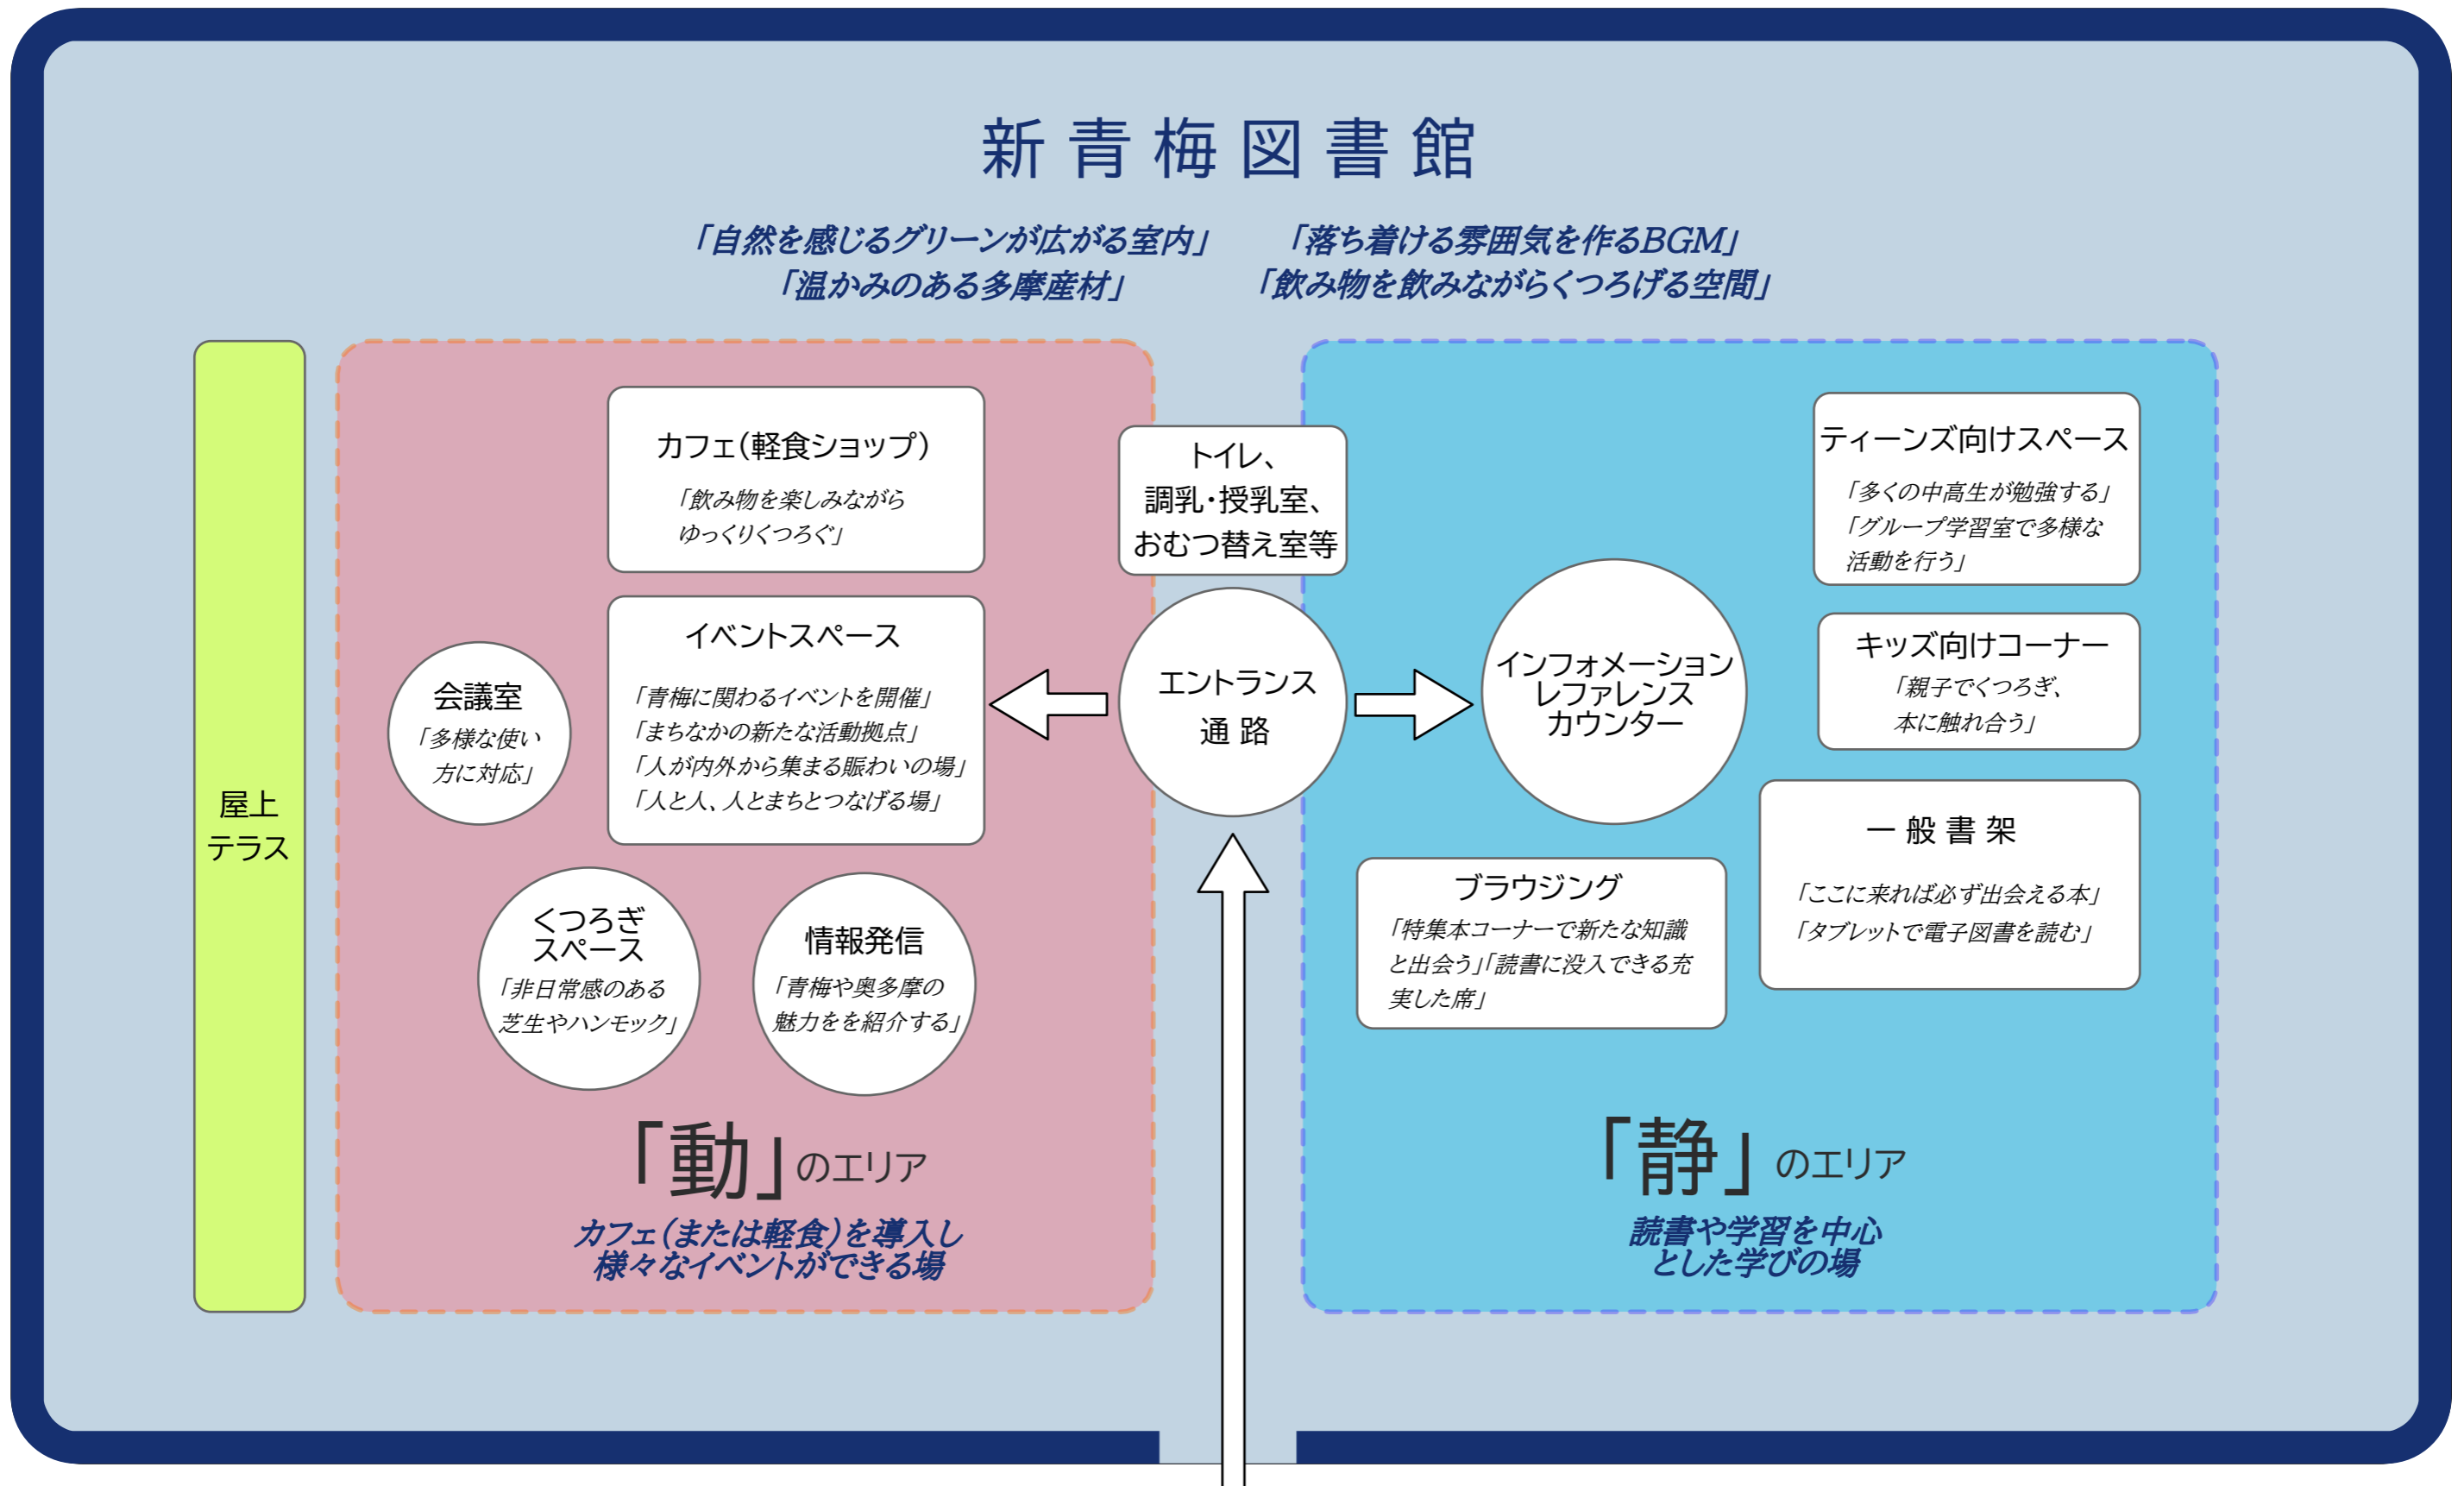 新青梅図書館
「自然を感じるグリーンが広がる室内」
「温かみのある多摩産材」
「落ち着ける雰囲気を作るBGM」
「飲み物を飲みながらくつろげる空間」
屋上
テラス
カフェ（軽食ショップ）
「飲み物を楽しみながら
ゆっくりくつろぐ」
イベントスペース
「青梅に関わるイベントを開催」
「まちなかの新たな活動拠点」
「人が内外から集まる賑わいの場」
「人と人、人とまちとつなげる場」
会議室
「多様な使い
方に対応」
くつろぎ
スペース
「非日常感のある
芝生やハンモック」
情報発信
「青梅や奥多摩の
魅力をを紹介する」
「動」のエリア
カフェ（または軽食）を導入し
様々なイベントができる場
トイレ、
調乳・授乳室、
おむつ替え室等
エントランス
通 路
インフォメーション
レファレンス
カウンター
ティーンズ向けスペース
「多くの中高生が勉強する」
「グループ学習室で多様な
活動を行う」
キッズ向けコーナー
「親子でくつろぎ、
本に触れ合う」
一 般 書 架
「ここに来れば必ず出会える本」
「タブレットで電子図書を読む」
ブラウジング
「特集本コーナーで新たな知識
と出会う」「読書に没入できる充
実した席」
「静」のエリア
読書や学習を中心
とした学びの場